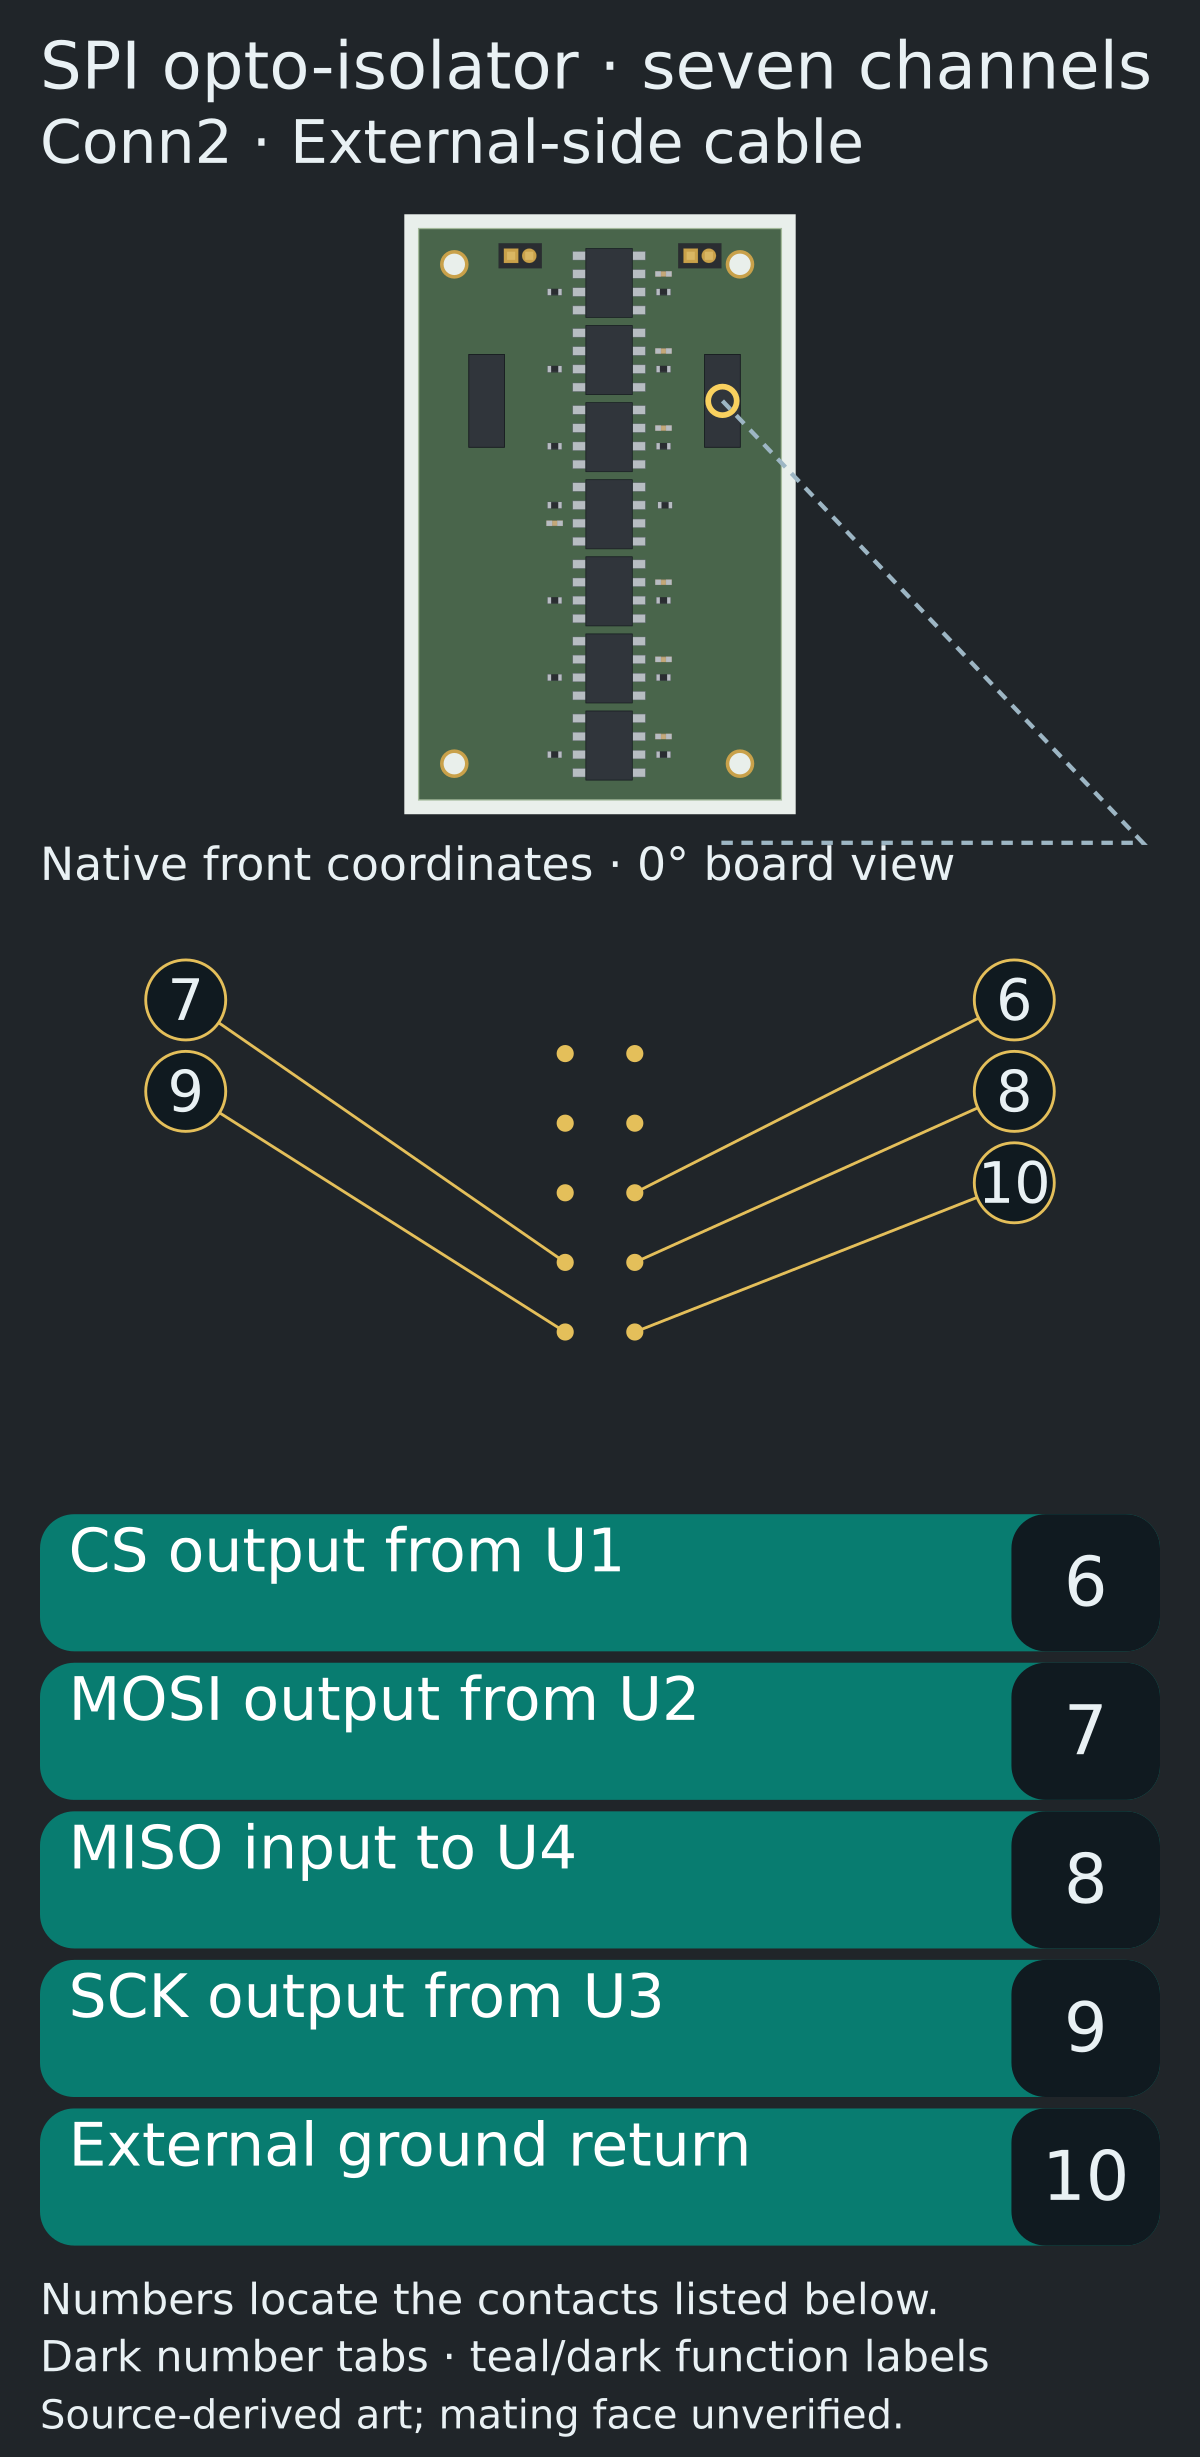 SPI opto-isolator · seven channels
Conn2 · External-side cable
Native front coordinates · 0° board view
7
6
9
8
10
CS output from U1
6
MOSI output from U2
7
MISO input to U4
8
SCK output from U3
9
External ground return
10
Numbers locate the contacts listed below.
Dark number tabs · teal/dark function labels
Source-derived art; mating face unverified.